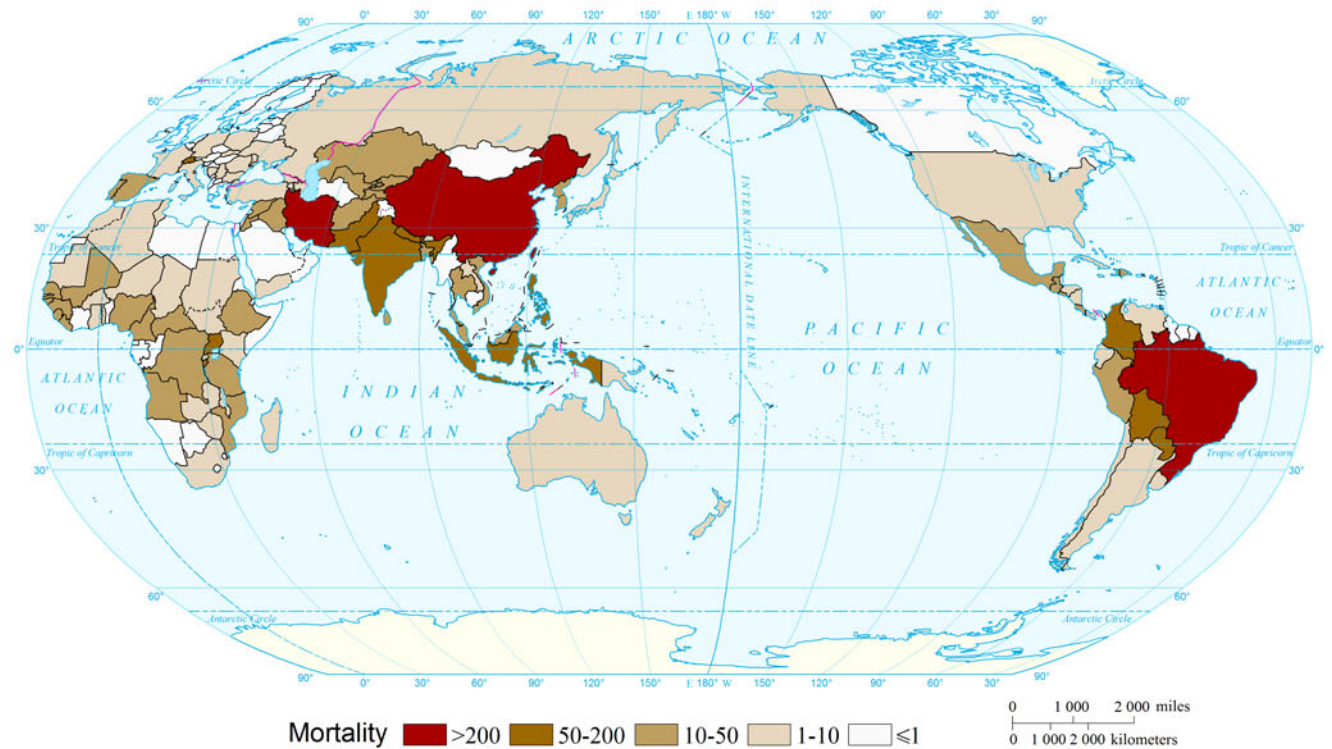 90° 0° 30° 60° 90° 120° 150° E 180° W 150° 120° 90° 60° 30° 0° 90°
ARCTIC OCEAN
Arctic Circle Arctic Circle
60° 60°
INTERNATIONAL DATE LINE
30° 30°
Tropic of Cancer Tropic of Cancer
ATLANTIC
OCEAN
PACIFIC
OCEAN
0° Equator Equator 0°
ATLANTIC
OCEAN
INDIAN
OCEAN
Tropic of Capricorn Tropic of Capricorn
30° 30°
60° 60°
Antarctic Circle Antarctic Circle
90° 0° 30° 60° 90° 120° 150° E 180° W 150° 120° 90° 60° 30° 0° 90°
Mortality >200 50-200 10-50 1-10 ⩽1
0 1 000 2 000 miles
0 1 000 2 000 kilometers